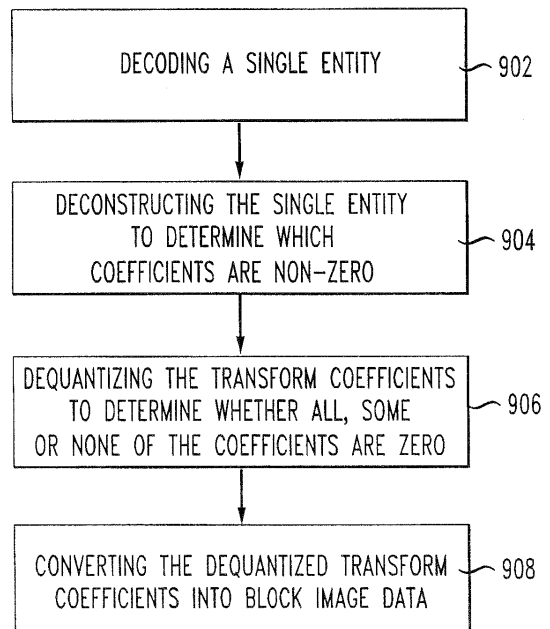 DECODING A SINGLE ENTITY
902
DECONSTRUCTING THE SINGLE ENTITY
TO DETERMINE WHICH
COEFFICIENTS ARE NON-ZERO
904
DEQUANTIZING THE TRANSFORM COEFFICIENTS
TO DETERMINE WHETHER ALL, SOME
OR NONE OF THE COEFFICIENTS ARE ZERO
906
CONVERTING THE DEQUANTIZED TRANSFORM
COEFFICIENTS INTO BLOCK IMAGE DATA
908